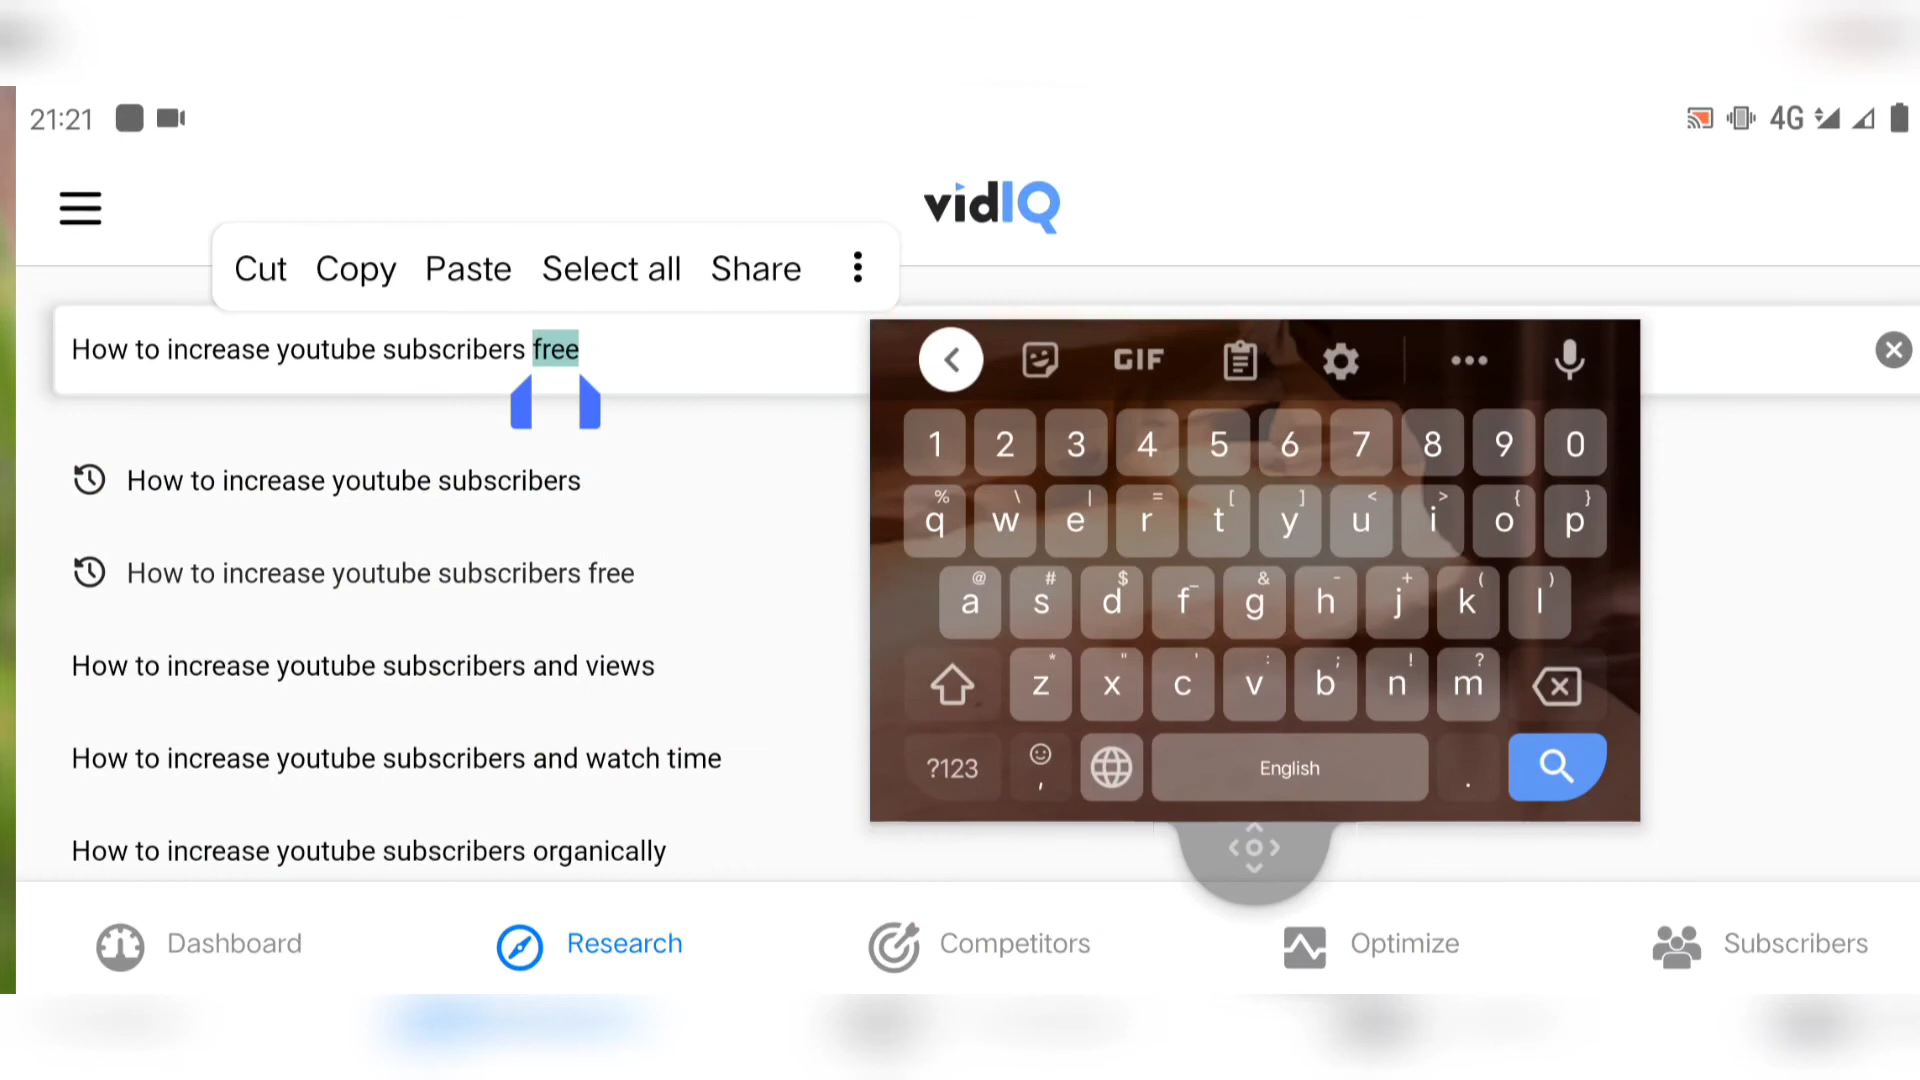 21:21
4G
vidIQ
Cut Copy Paste Select all Share
How to increase youtube subscribers free
How to increase youtube subscribers
How to increase youtube subscribers free
How to increase youtube subscribers and views
How to increase youtube subscribers and watch time
How to increase youtube subscribers organically
GIF
1 2 3 4 5 6 7 8 9 0
% \ | = [ ] < > { }
q w e r t y u i o p
@ # $ _ & - + ( )
a s d f g h j k l
* " ' : ; ! ?
z x c v b n m
?123 , English .
Dashboard Research Competitors Optimize Subscribers